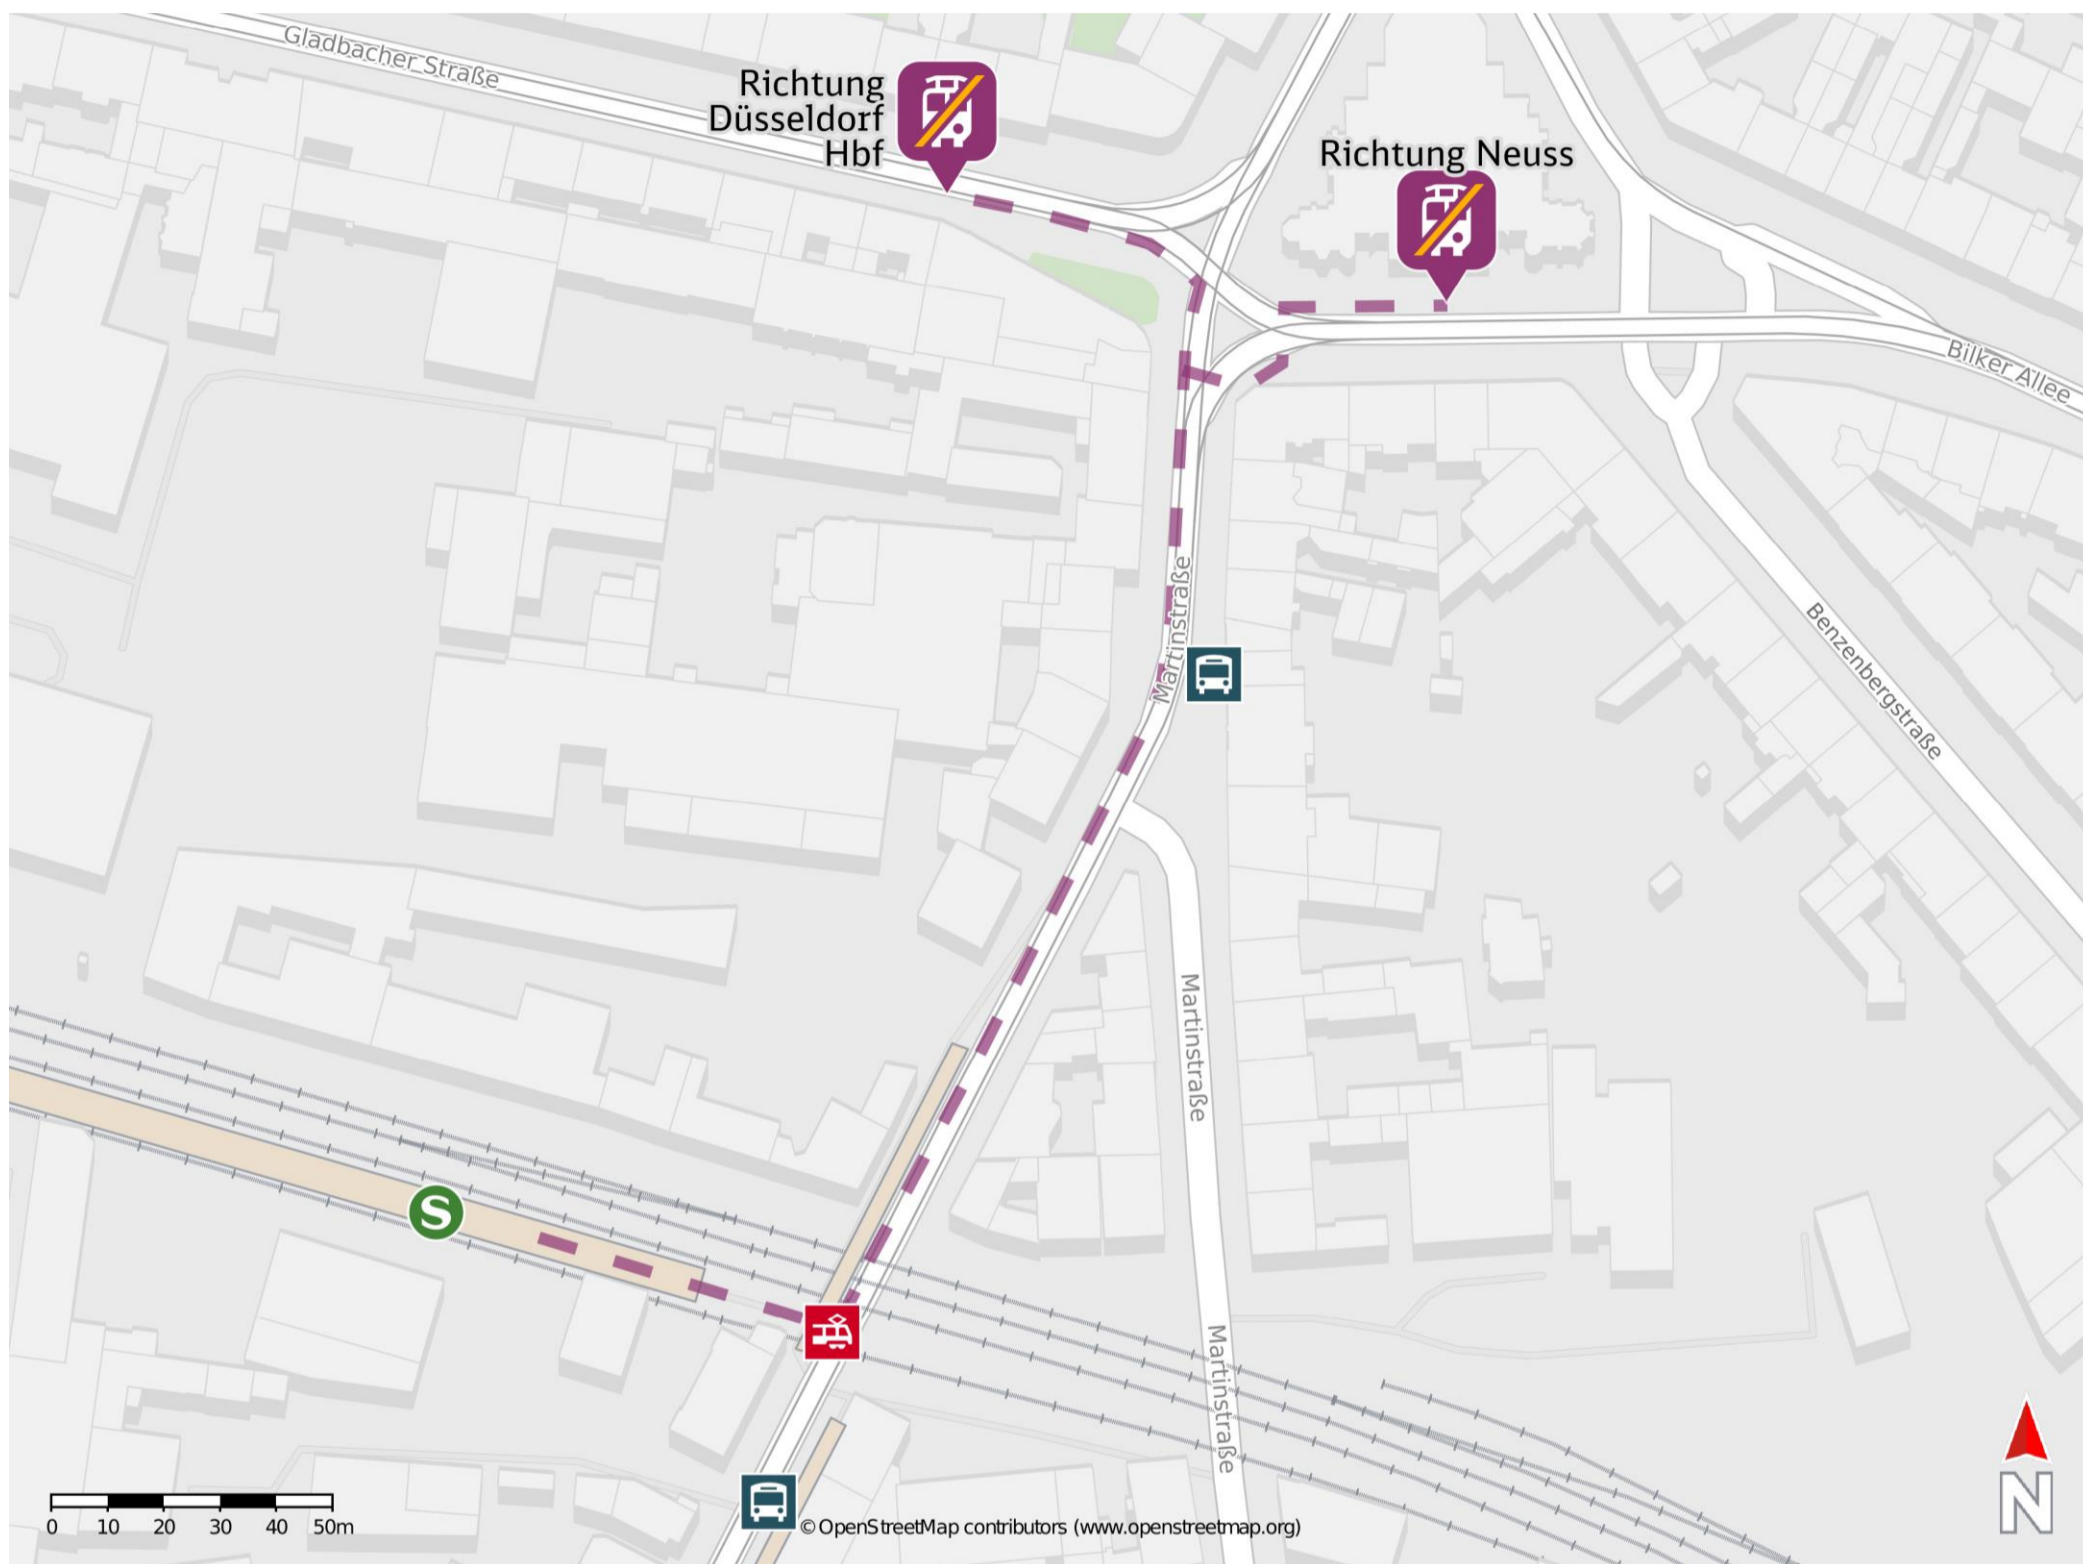 Gladbacher Straße
Richtung
Düsseldorf
Hbf
Richtung Neuss
Bilker Allee
Martinstraße
Benzenbergstraße
Martinstraße
S
Martinstraße
0 10 20 30 40 50m
© OpenStreetMap contributors (www.openstreetmap.org)
N